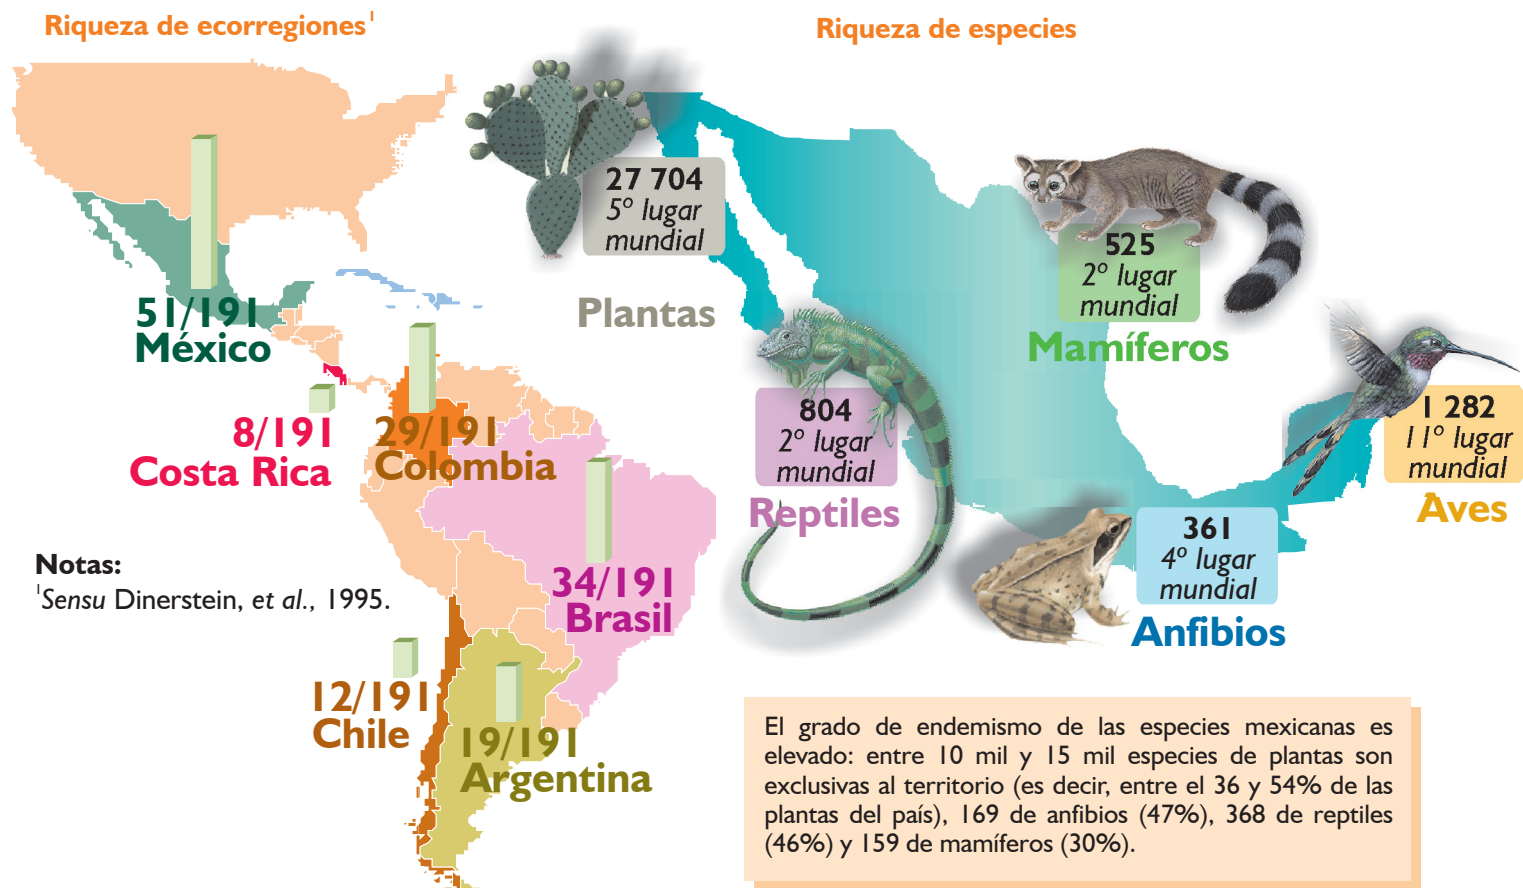 Riqueza de ecorregiones¹
51/191
México
8/191
Costa Rica
29/191
Colombia
34/191
Brasil
12/191
Chile
19/191
Argentina
Notas:
¹Sensu Dinerstein, et al., 1995.
Riqueza de especies
27 704
5º lugar
mundial
Plantas
525
2º lugar
mundial
Mamíferos
804
2º lugar
mundial
Reptiles
1 282
11º lugar
mundial
Aves
361
4º lugar
mundial
Anfibios
El grado de endemismo de las especies mexicanas es
elevado: entre 10 mil y 15 mil especies de plantas son
exclusivas al territorio (es decir, entre el 36 y 54% de las
plantas del país), 169 de anfibios (47%), 368 de reptiles
(46%) y 159 de mamíferos (30%).